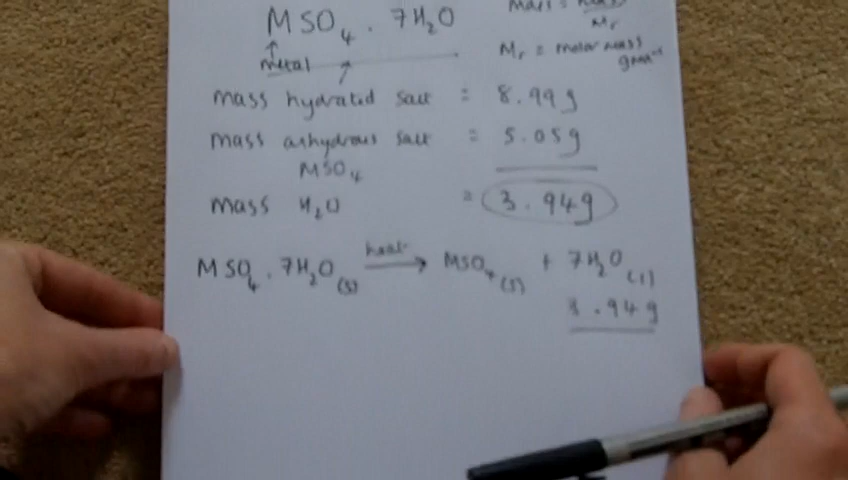 MSO4 . 7H2O
Mr
metal
Mr = molar mass
mass hydrated salt = 8.99g
mass anhydrous salt = 5.05g
MSO4
mass H2O = 3.94g
MSO4 . 7H2O (s) heat → MSO4 (s) + 7H2O (l)
3.94g